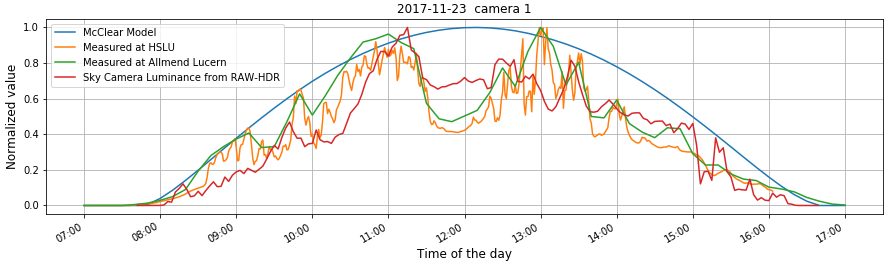 2017-11-23 camera 1
Normalized value
1.0
0.8
0.6
0.4
0.2
0.0
McClear Model
Measured at HSLU
Measured at Allmend Lucern
Sky Camera Luminance from RAW-HDR
07:00 08:00 09:00 10:00 11:00 12:00 13:00 14:00 15:00 16:00 17:00
Time of the day